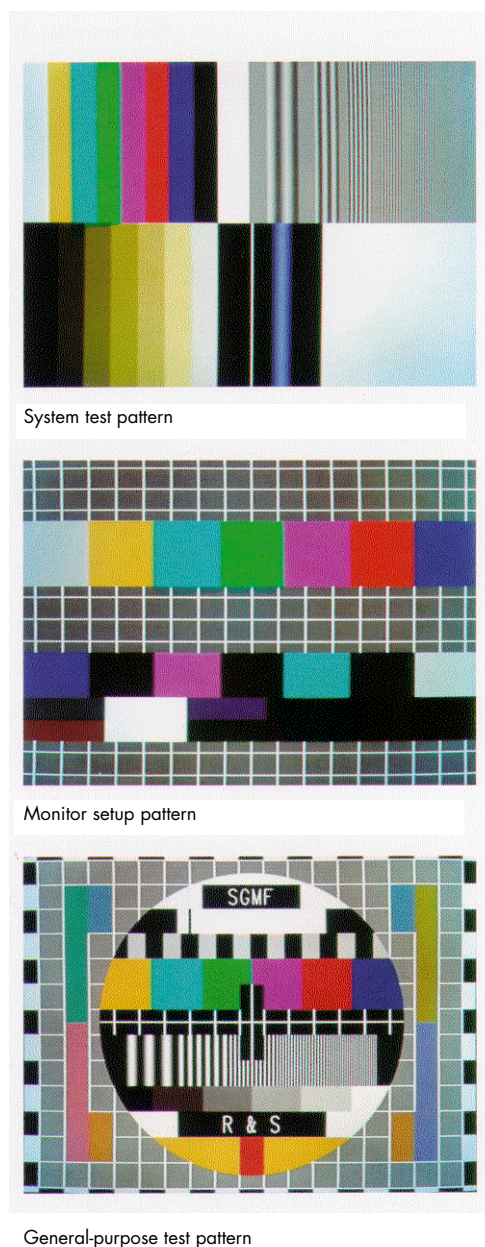 System test pattern
Monitor setup pattern
SGMF
R & S
General-purpose test pattern